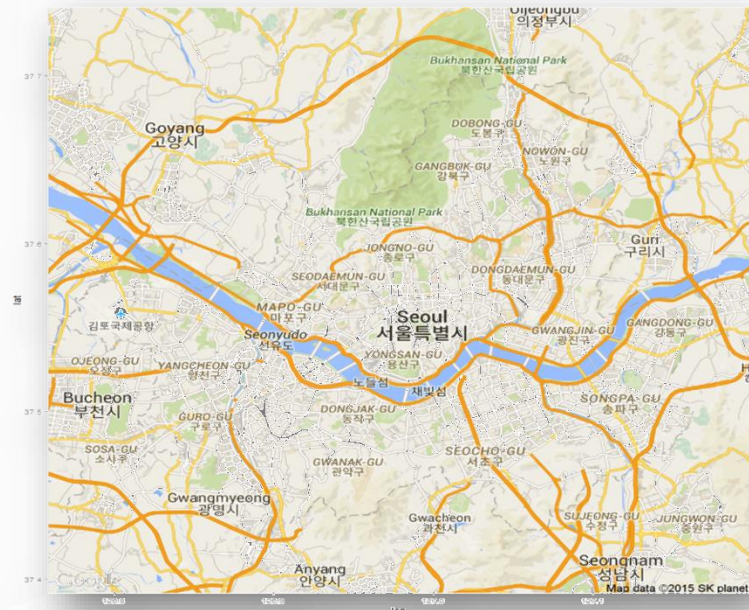 Uijeongbu
의정부시
37.7
Bukhansan National Park
북한산국립공원
DOBONG-GU
도봉구
Goyang
고양시
NOWON-GU
노원구
GANGBUK-GU
강북구
Bukhansan National Park
북한산국립공원
37.6
JONGNO-GU
종로구
Guri
구리시
SEODAEMUN-GU
서대문구
DONGDAEMUN-GU
동대문구
lat
MAPO-GU
마포구
Seoul
서울특별시
김포국제공항
Seonyudo
선유도
GWANGJIN-GU
광진구
GANGDONG-GU
강동구
OJEONG-GU
오정구
YANGCHEON-GU
양천구
YONGSAN-GU
용산구
노들섬
새빛섬
Bucheon
부천시
SONGPA-GU
송파구
37.5
GURO-GU
구로구
DONGJAK-GU
동작구
SOSA-GU
소사구
SEOCHO-GU
서초구
GWANAK-GU
관악구
Gwangmyeong
광명시
Gwacheon
과천시
SUJEONG-GU
수정구
JUNGWON-GU
중원구
Anyang
안양시
Seongnam
성남시
37.4
Google
Map data ©2015 SK planet